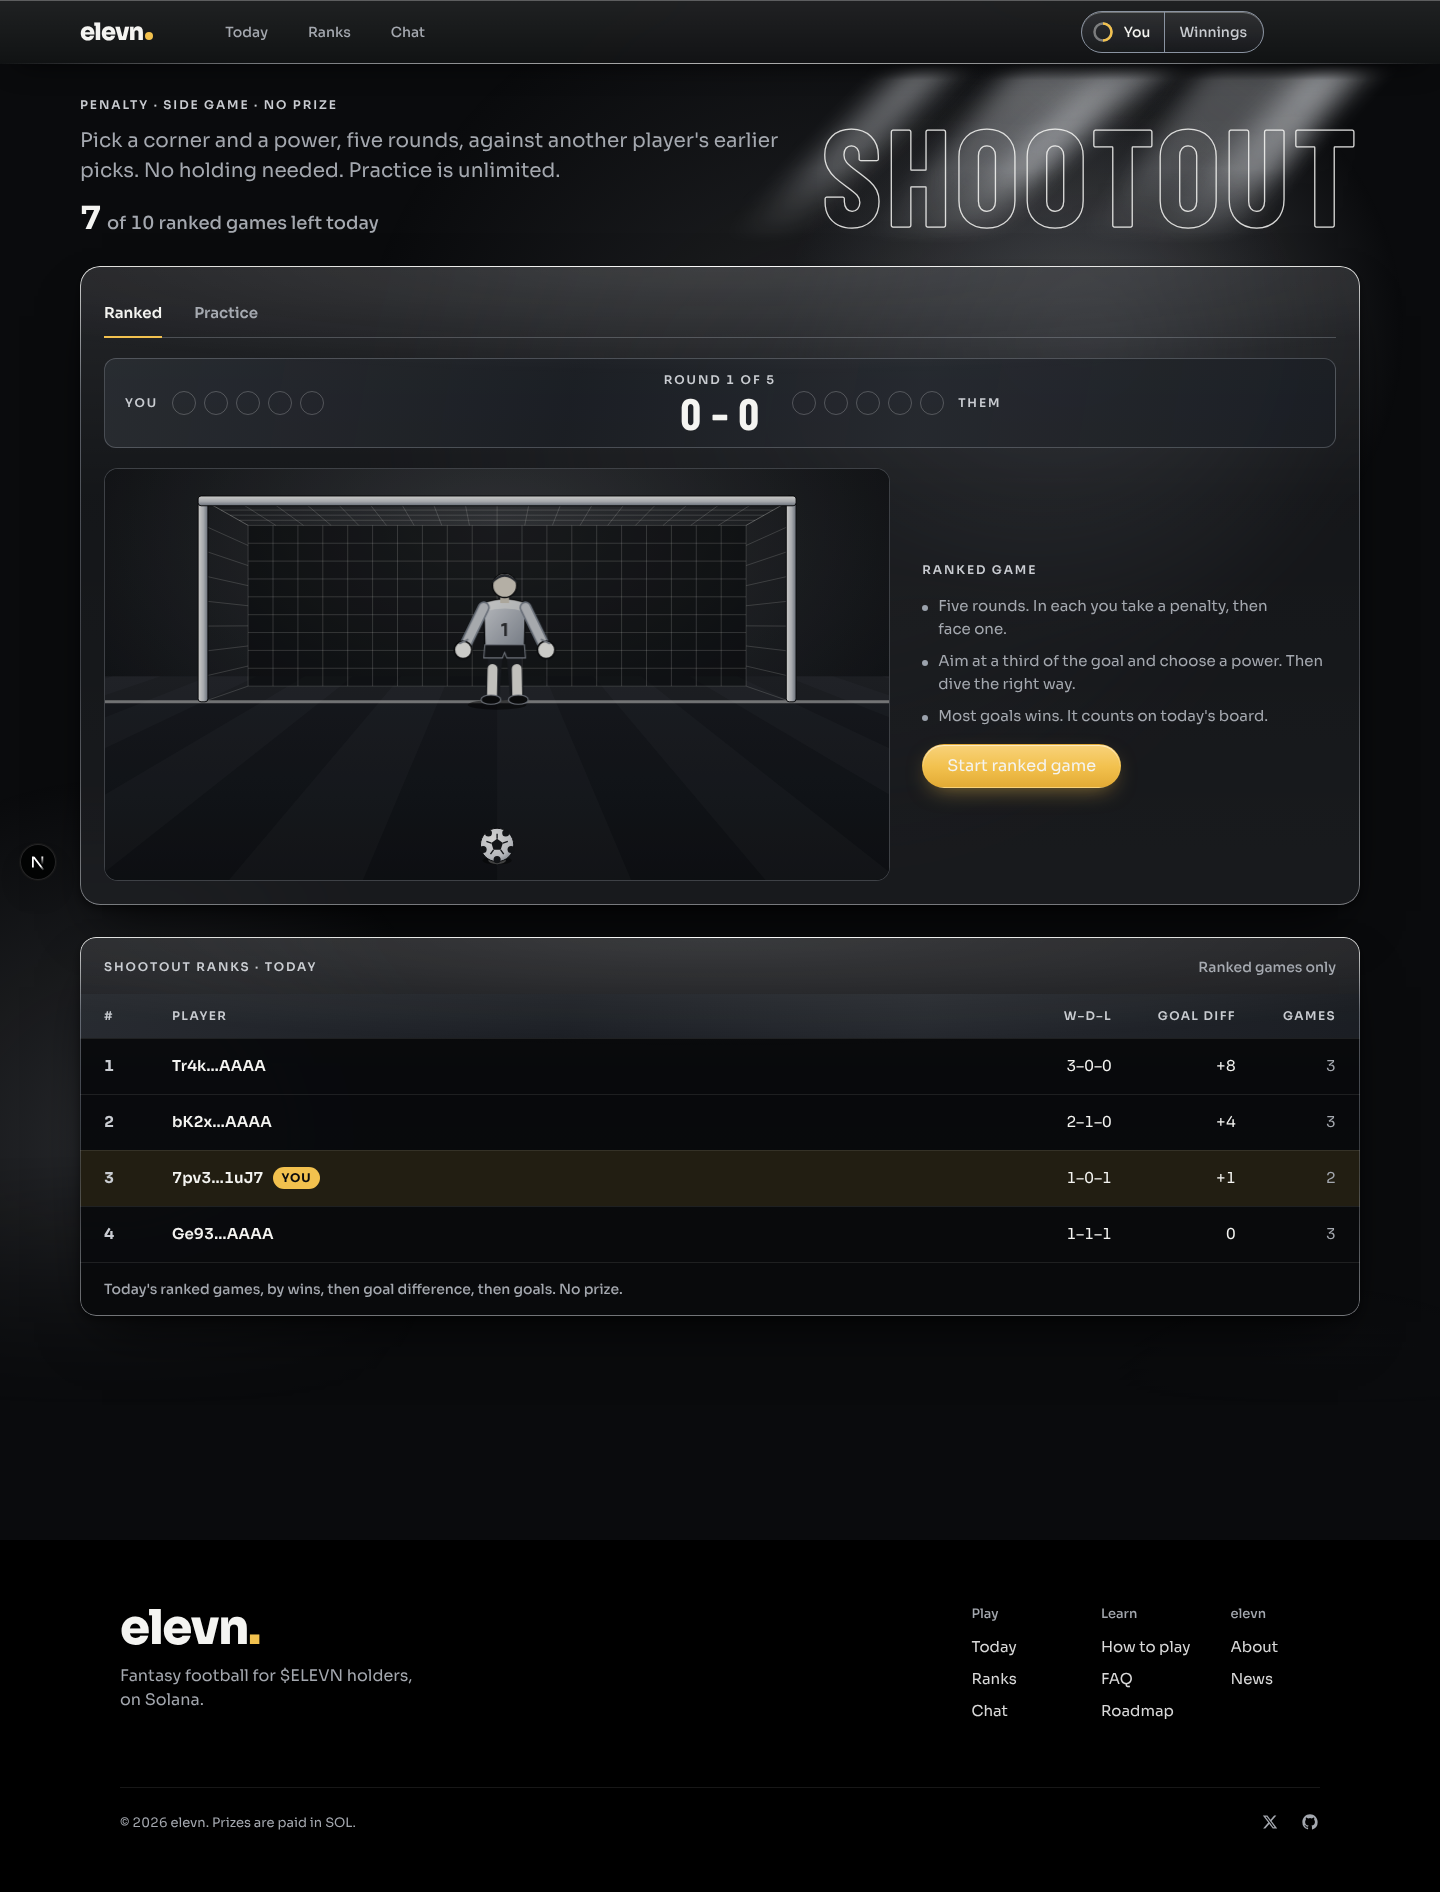 elevn.
Today
Ranks
Chat
You
Winnings
PENALTY · SIDE GAME · NO PRIZE
Pick a corner and a power, five rounds, against another player's earlier
picks. No holding needed. Practice is unlimited.
7 of 10 ranked games left today
SHOOTOUT
Ranked
Practice
YOU
ROUND 1 OF 5
0 - 0
THEM
1
RANKED GAME
Five rounds. In each you take a penalty, then
face one.
Aim at a third of the goal and choose a power. Then
dive the right way.
Most goals wins. It counts on today's board.
Start ranked game
N
SHOOTOUT RANKS · TODAY
Ranked games only
# PLAYER W–D–L GOAL DIFF GAMES
1 Tr4k...AAAA 3–0–0 +8 3
2 bK2x...AAAA 2–1–0 +4 3
3 7pv3...1uJ7 YOU 1–0–1 +1 2
4 Ge93...AAAA 1–1–1 0 3
Today's ranked games, by wins, then goal difference, then goals. No prize.
elevn.
Fantasy football for $ELEVN holders,
on Solana.
Play
Today
Ranks
Chat
Learn
How to play
FAQ
Roadmap
elevn
About
News
© 2026 elevn. Prizes are paid in SOL.